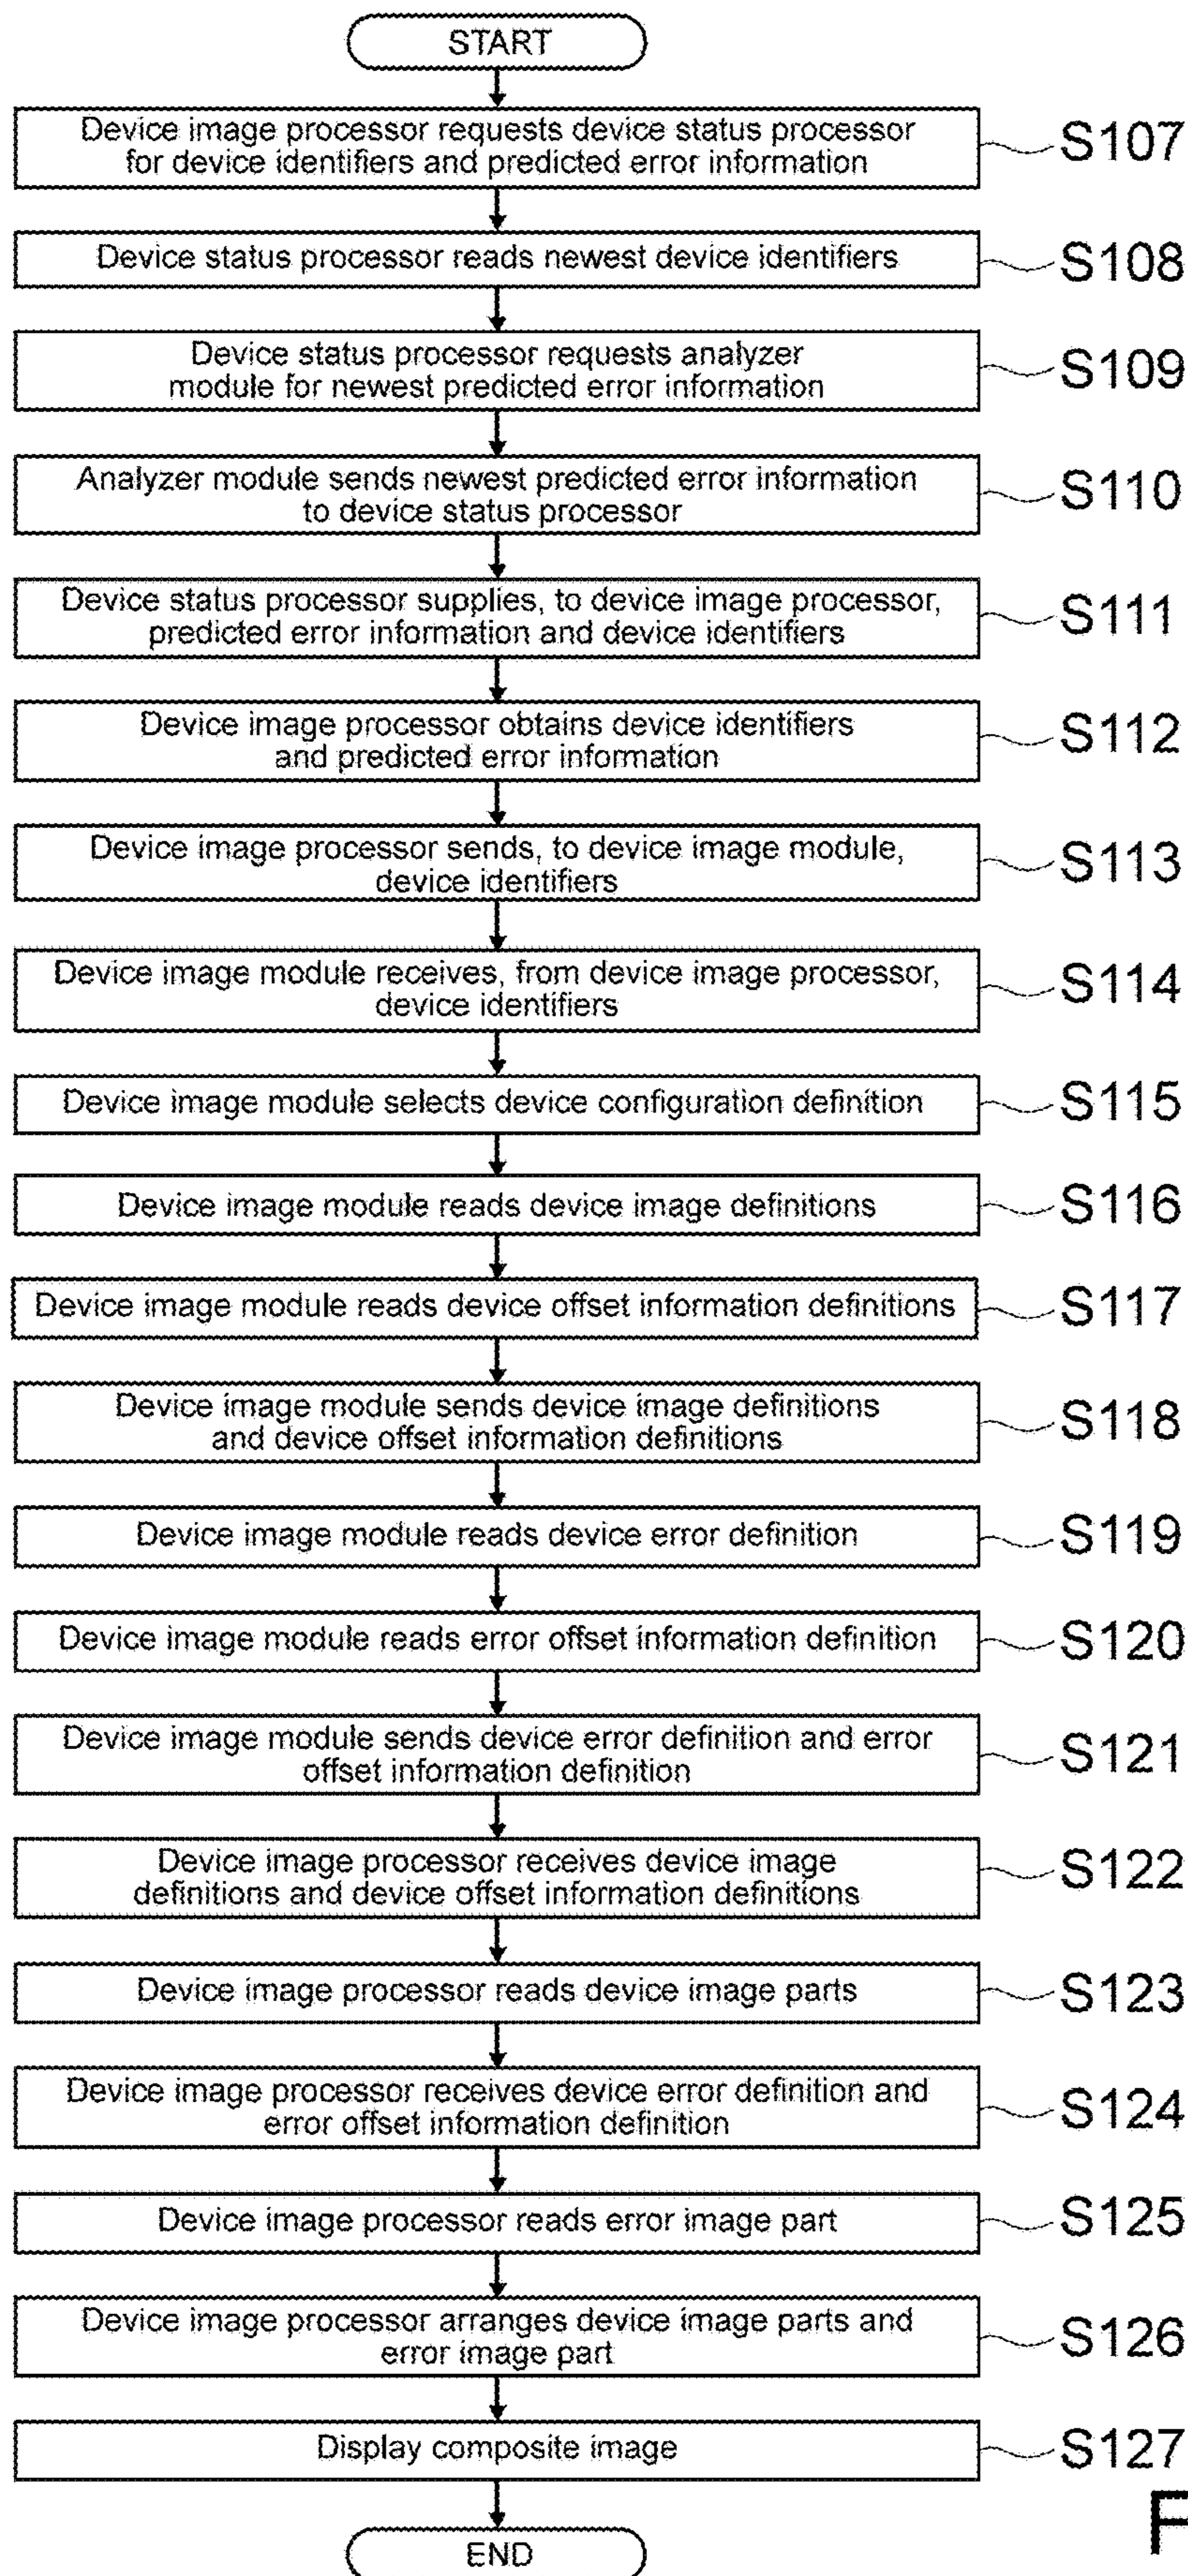 START
Device image processor requests device status processor
for device identifiers and predicted error information
S107
Device status processor reads newest device identifiers
S108
Device status processor requests analyzer
module for newest predicted error information
S109
Analyzer module sends newest predicted error information
to device status processor
S110
Device status processor supplies, to device image processor,
predicted error information and device identifiers
S111
Device image processor obtains device identifiers
and predicted error information
S112
Device image processor sends, to device image module,
device identifiers
S113
Device image module receives, from device image processor,
device identifiers
S114
Device image module selects device configuration definition
S115
Device image module reads device image definitions
S116
Device image module reads device offset information definitions
S117
Device image module sends device image definitions
and device offset information definitions
S118
Device image module reads device error definition
S119
Device image module reads error offset information definition
S120
Device image module sends device error definition and error
offset information definition
S121
Device image processor receives device image
definitions and device offset information definitions
S122
Device image processor reads device image parts
S123
Device image processor receives device error definition and
error offset information definition
S124
Device image processor reads error image part
S125
Device image processor arranges device image parts and
error image part
S126
Display composite image
S127
F
END